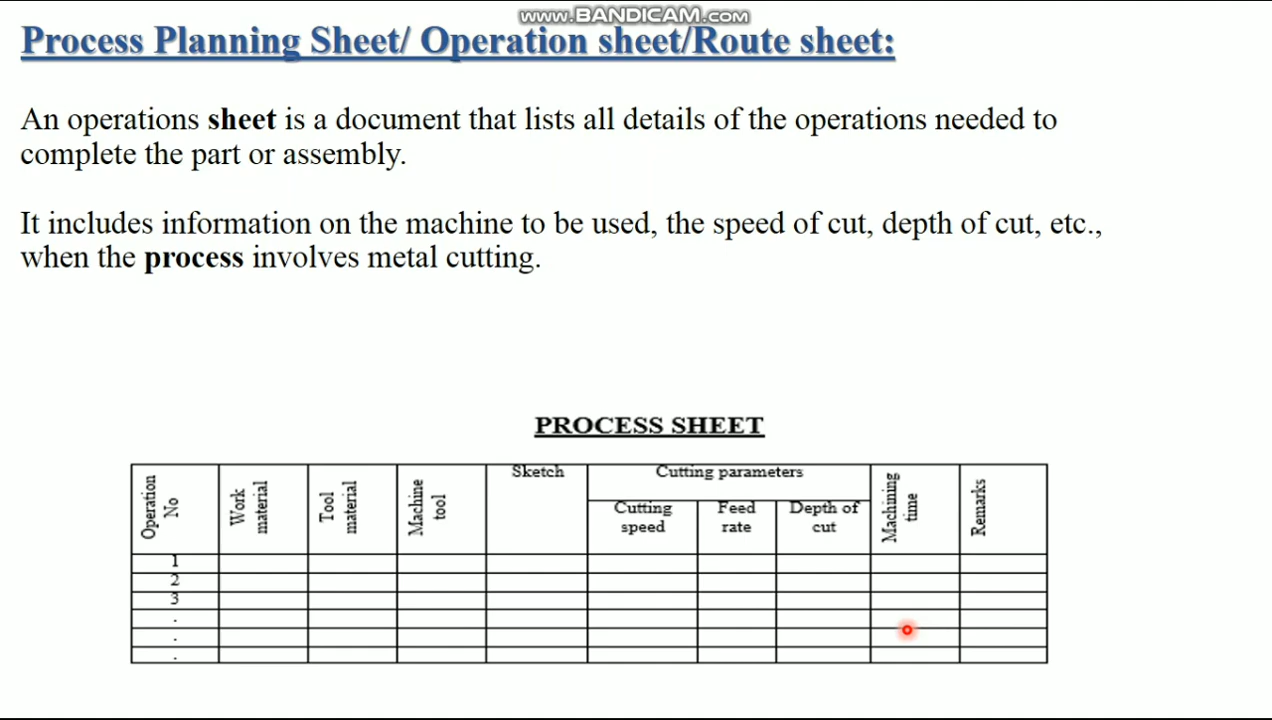 www.BANDICAM.com
Process Planning Sheet/ Operation sheet/Route sheet:
An operations sheet is a document that lists all details of the operations needed to
complete the part or assembly.
It includes information on the machine to be used, the speed of cut, depth of cut, etc.,
when the process involves metal cutting.
PROCESS SHEET
Operation
No
Work
material
Tool
material
Machine
tool
Sketch
Cutting parameters
Cutting
speed
Feed
rate
Depth of
cut
Machining
time
Remarks
1
2
3
.
.
.